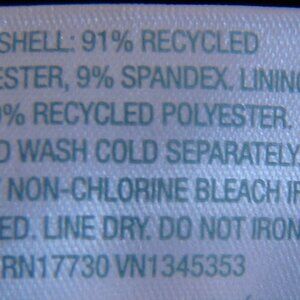 SHELL: 91% RECYCLED
ESTER, 9% SPANDEX. LINING
% RECYCLED POLYESTER.
D WASH COLD SEPARATELY.
NON-CHLORINE BLEACH IF
ED. LINE DRY. DO NOT IRON.
RN17730 VN1345353